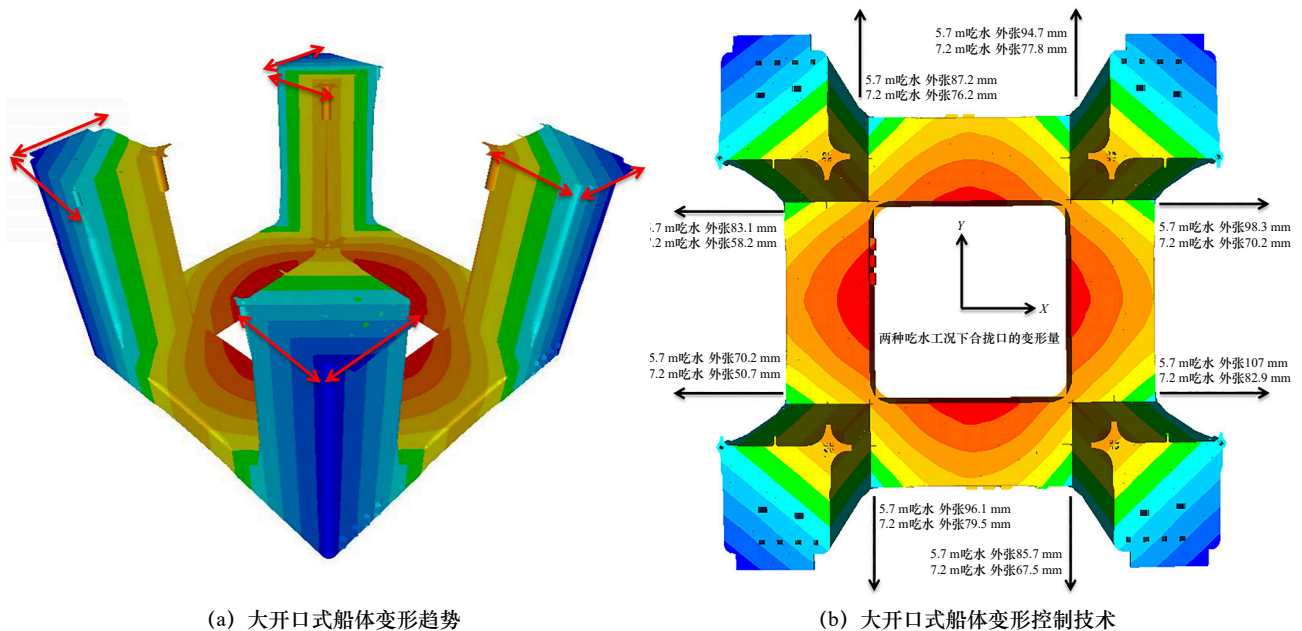 5.7 m吃水 外张94.7 mm
7.2 m吃水 外张77.8 mm
5.7 m吃水 外张87.2 mm
7.2 m吃水 外张76.2 mm
.7 m吃水 外张83.1 mm
7.2 m吃水 外张58.2 mm
5.7 m吃水 外张98.3 mm
7.2 m吃水 外张70.2 mm
Y
X
两种吃水工况下合拢口的变形量
5.7 m吃水 外张70.2 mm
7.2 m吃水 外张50.7 mm
5.7 m吃水 外张107 mm
7.2 m吃水 外张82.9 mm
5.7 m吃水 外张96.1 mm
7.2 m吃水 外张79.5 mm
5.7 m吃水 外张85.7 mm
7.2 m吃水 外张67.5 mm
(a) 大开口式船体变形趋势
(b) 大开口式船体变形控制技术